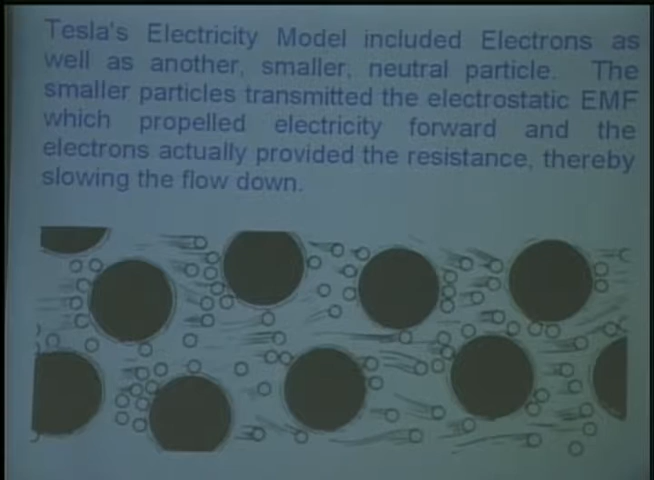 Tesla's Electricity Model included Electrons as
well as another, smaller, neutral particle. The
smaller particles transmitted the electrostatic EMF
which propelled electricity forward and the
electrons actually provided the resistance, thereby
slowing the flow down.